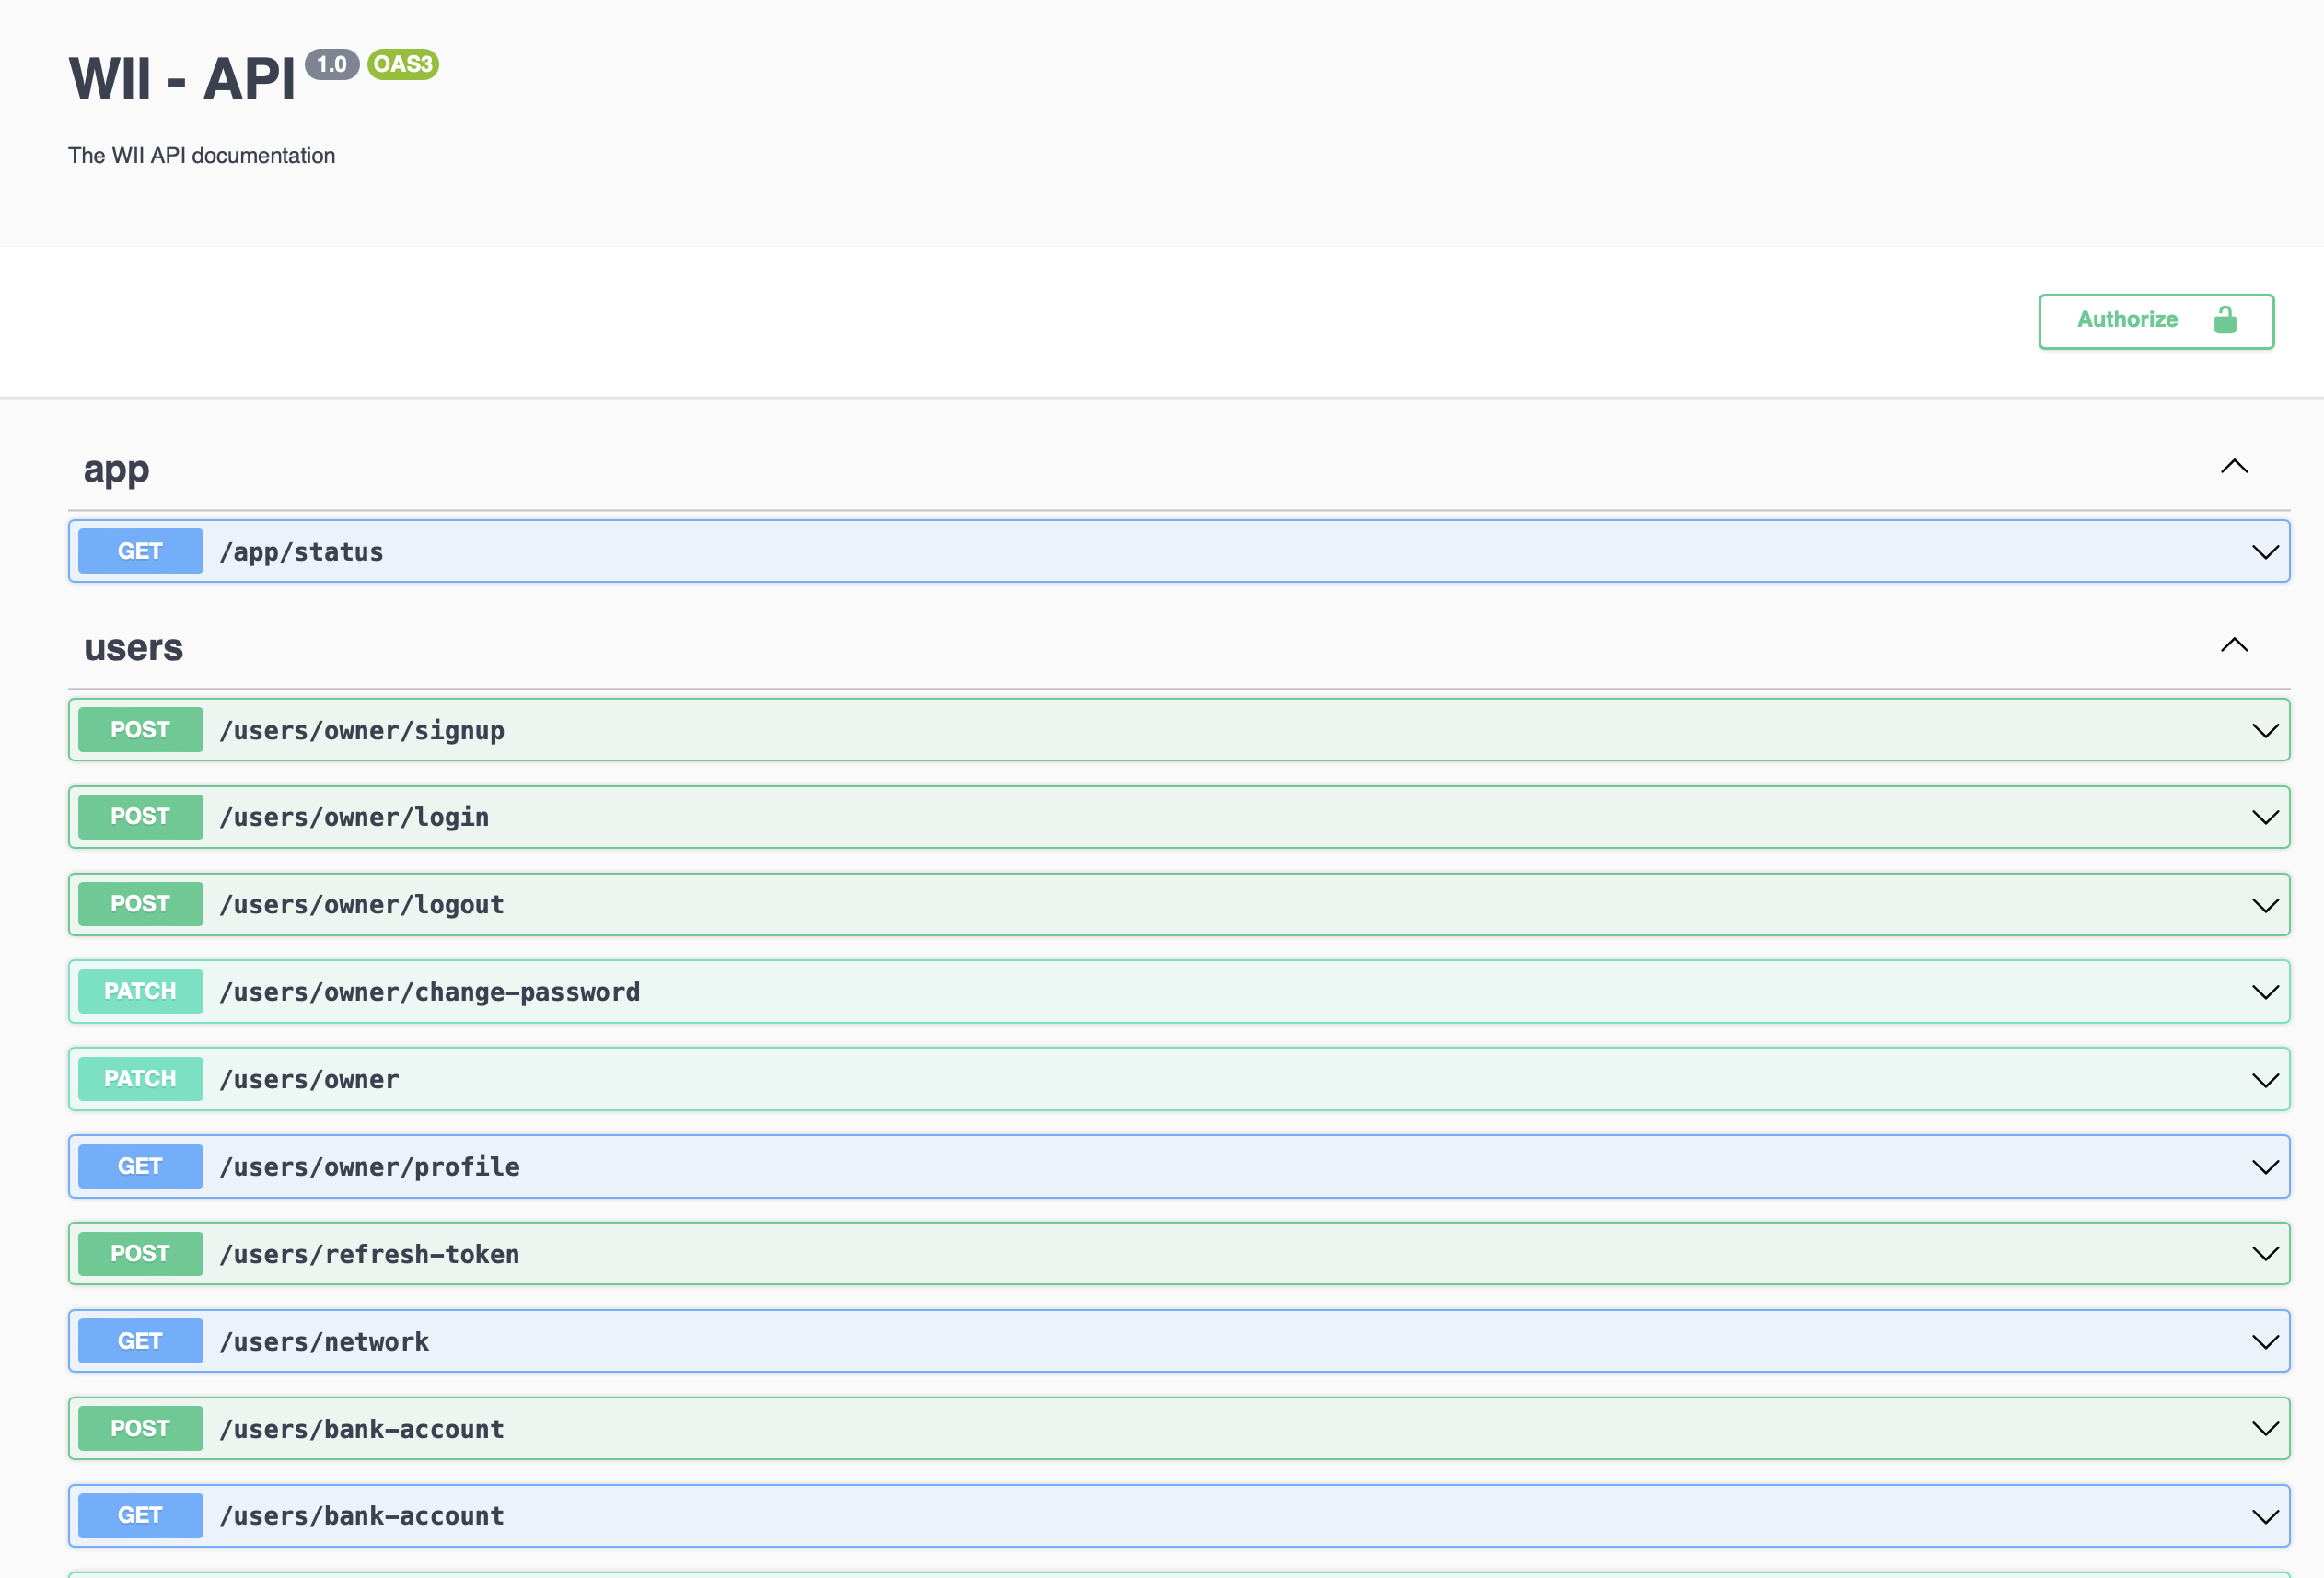 WII - API 1.0 OAS3
The WII API documentation
Authorize
app
GET /app/status
users
POST /users/owner/signup
POST /users/owner/login
POST /users/owner/logout
PATCH /users/owner/change-password
PATCH /users/owner
GET /users/owner/profile
POST /users/refresh-token
GET /users/network
POST /users/bank-account
GET /users/bank-account